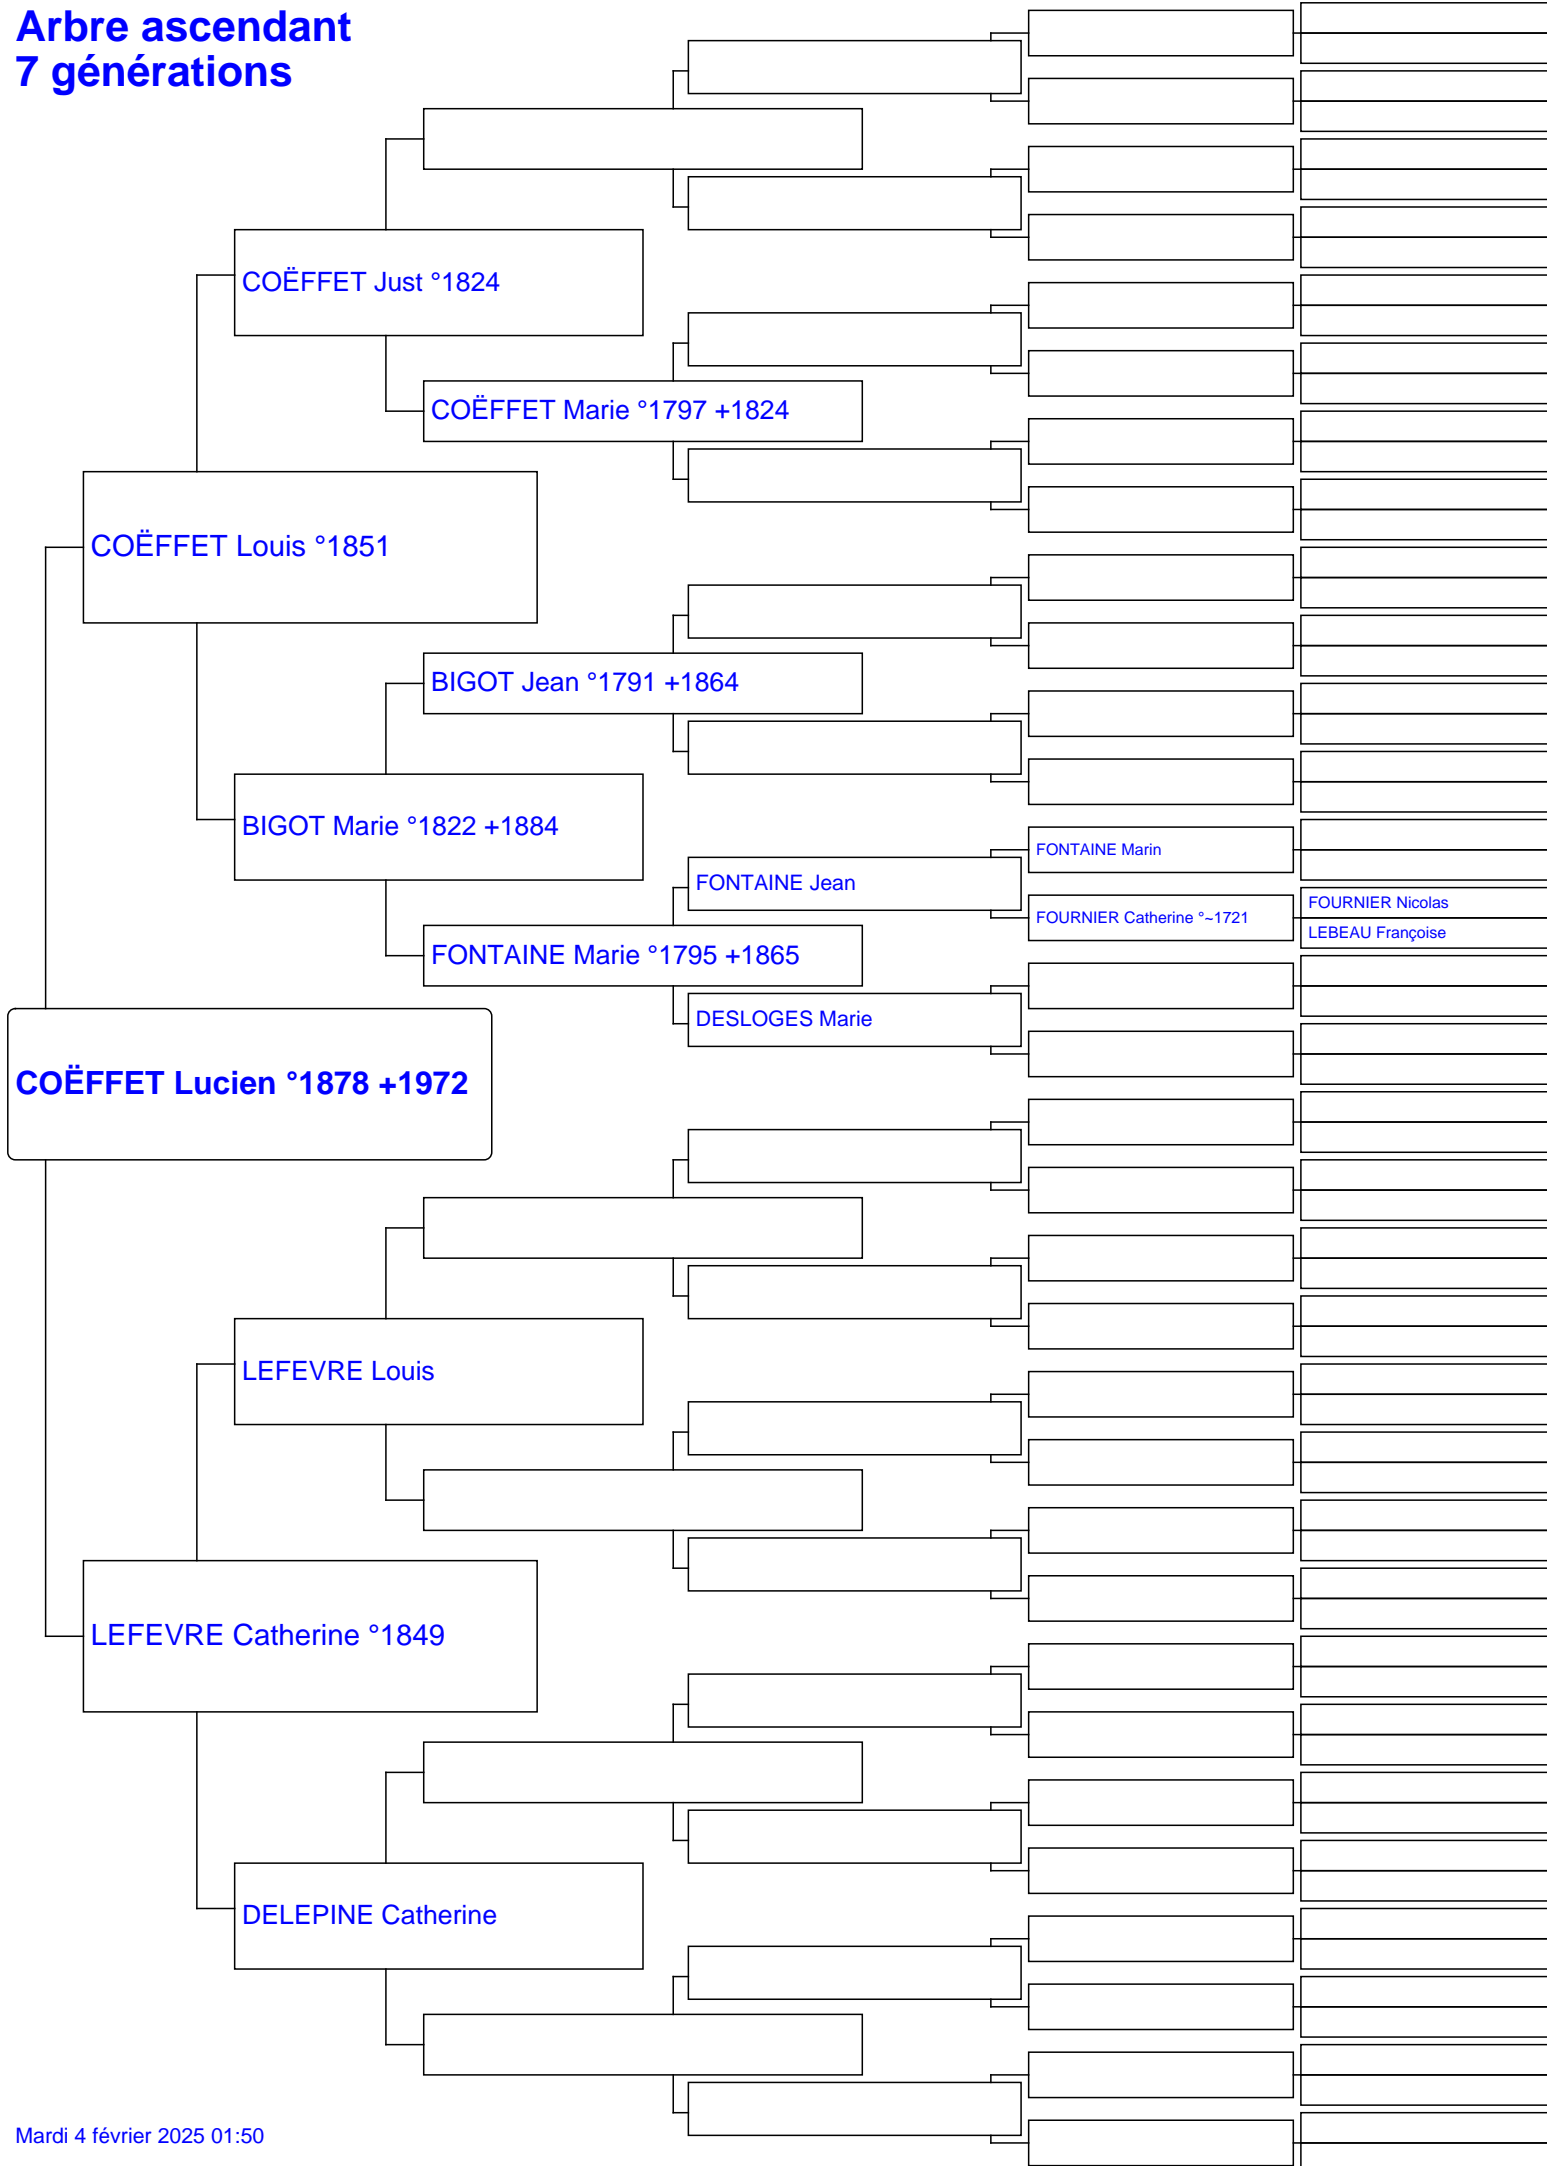 Arbre ascendant
7 générations
COËFFET Just °1824
COËFFET Marie °1797 +1824
COËFFET Louis °1851
BIGOT Jean °1791 +1864
BIGOT Marie °1822 +1884
FONTAINE Marin
FONTAINE Jean
FOURNIER Catherine °~1721
FOURNIER Nicolas
LEBEAU Françoise
FONTAINE Marie °1795 +1865
DESLOGES Marie
COËFFET Lucien °1878 +1972
LEFEVRE Louis
LEFEVRE Catherine °1849
DELEPINE Catherine
Mardi 4 février 2025 01:50